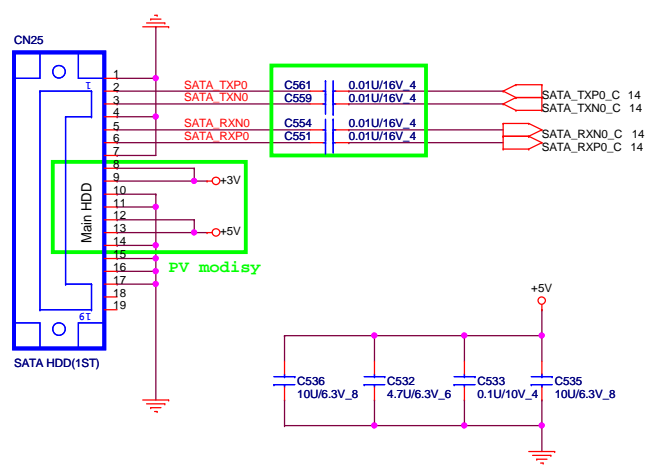 CN25
1
1
2
3
4
5
6
7
8
9
10
11
12
13
14
15
16
17
18
19
19
Main HDD
SATA HDD(1ST)
SATA_TXP0 C561 0.01U/16V_4 SATA_TXP0_C 14
SATA_TXN0 C559 0.01U/16V_4 SATA_TXN0_C 14
SATA_RXN0 C554 0.01U/16V_4 SATA_RXN0_C 14
SATA_RXP0 C551 0.01U/16V_4 SATA_RXP0_C 14
+3V
+5V
PV modisy
+5V
C536
10U/6.3V_8
C532
4.7U/6.3V_6
C533
0.1U/10V_4
C535
10U/6.3V_8